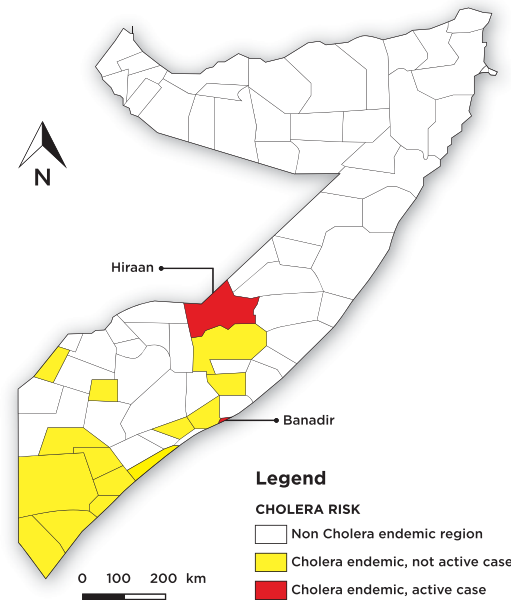 N
Hiraan
Banadir
Legend
CHOLERA RISK
Non Cholera endemic region
Cholera endemic, not active case
Cholera endemic, active case
0 100 200 km